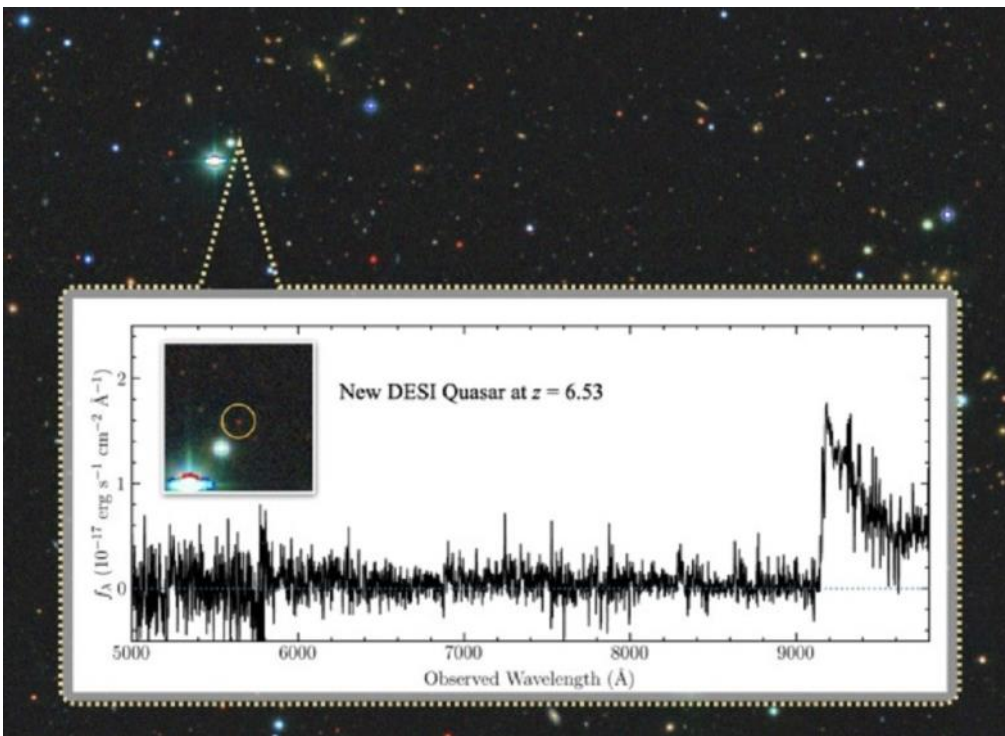 New DESI Quasar at z = 6.53
2
1
0
f_λ (10⁻¹⁷ erg s⁻¹ cm⁻² Å⁻¹)
5000 6000 7000 8000 9000
Observed Wavelength (Å)